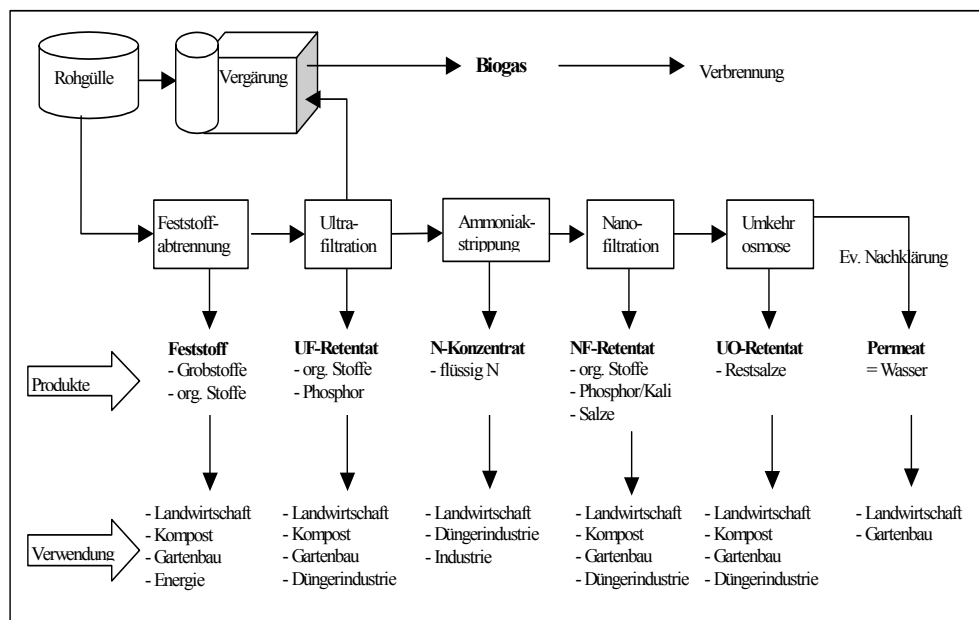 Rohgülle
Vergärung
Biogas
Verbrennung
Feststoff-
abtrennung
Ultra-
filtration
Ammoniak-
strippung
Nano-
filtration
Umkehr
osmose
Ev. Nachklärung
Produkte
Feststoff
- Grobstoffe
- org. Stoffe
UF-Retentat
- org. Stoffe
- Phosphor
N-Konzentrat
- flüssig N
NF-Retentat
- org. Stoffe
- Phosphor/Kali
- Salze
UO-Retentat
- Restsalze
Permeat
= Wasser
Verwendung
- Landwirtschaft
- Kompost
- Gartenbau
- Energie
- Landwirtschaft
- Kompost
- Gartenbau
- Düngerindustrie
- Landwirtschaft
- Düngerindustrie
- Industrie
- Landwirtschaft
- Kompost
- Gartenbau
- Düngerindustrie
- Landwirtschaft
- Kompost
- Gartenbau
- Düngerindustrie
- Landwirtschaft
- Gartenbau